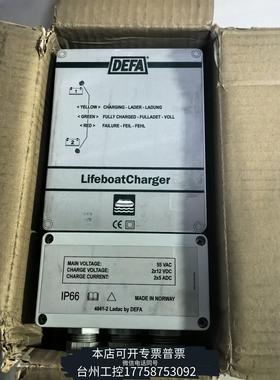 DEFA
1
<YELLOW> CHARGING - LADER - LADUNG
<GREEN> FULLY CHARGED - FULLADET - VOLL
<RED> FAILURE - FEIL - FEHL
2
LifeboatCharger
CE
MAIN VOLTAGE: 55 VAC
CHARGE VOLTAGE: 2x12 VDC
CHARGE CURRENT: 2x5 ADC
IP66 MADE IN NORWAY
4041-2 Ladac by DEFA
本店可开专票普票
台州工控17758753092